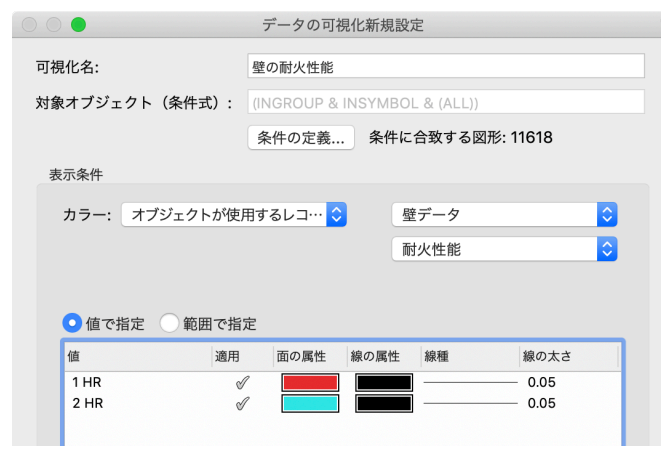 データの可視化新規設定
可視化名: 壁の耐火性能
対象オブジェクト（条件式）: (INGROUP & INSYMBOL & (ALL))
条件の定義... 条件に合致する図形: 11618
表示条件
カラー: オブジェクトが使用するレコ… 壁データ
耐火性能
値で指定 範囲で指定
値 適用 面の属性 線の属性 線種 線の太さ
1 HR 0.05
2 HR 0.05